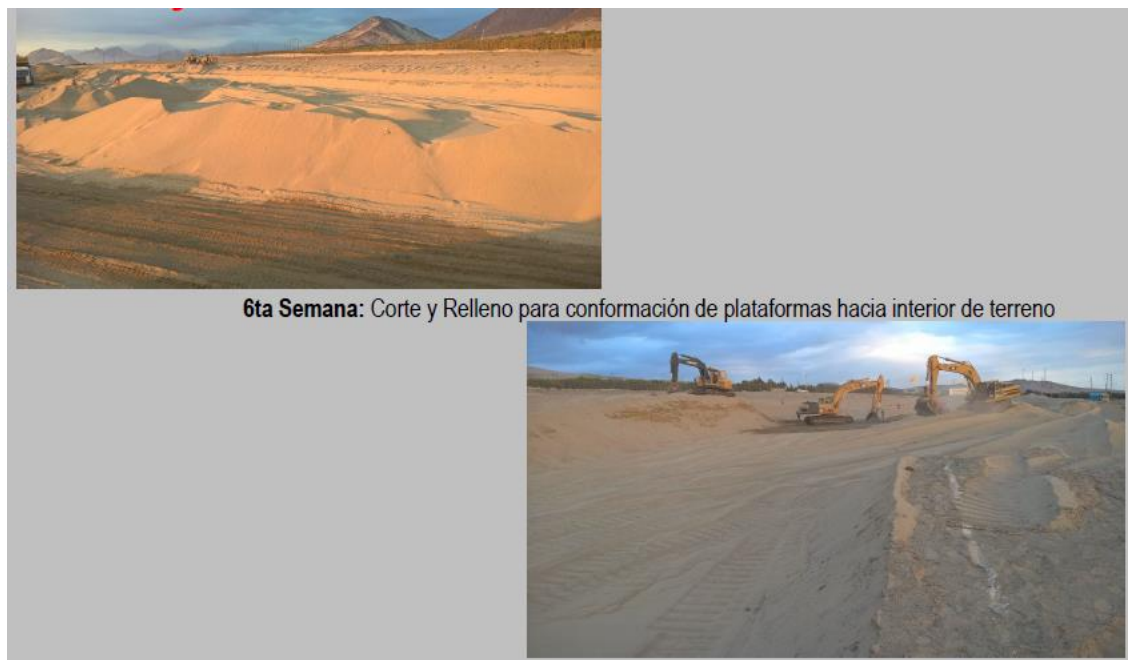 6ta Semana: Corte y Relleno para conformación de plataformas hacia interior de terreno